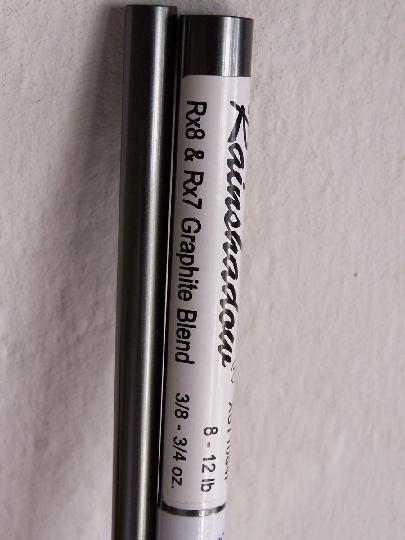 Rainshadow
Rx8 & Rx7 Graphite Blend
8 - 12 lb
3/8 - 3/4 oz.